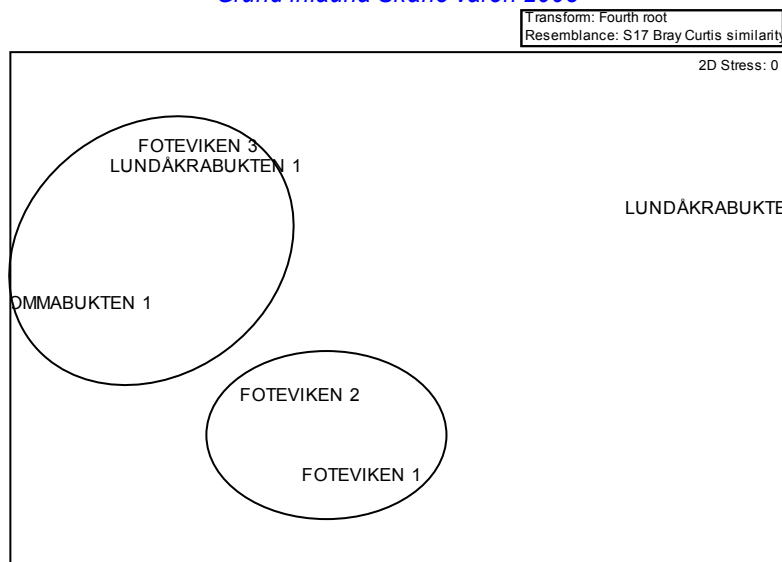 Transform: Fourth root
Resemblance: S17 Bray Curtis similarity
2D Stress: 0
FOTEVIKEN 3
LUNDÅKRABUKTEN 1
LUNDÅKRABUKTE
OMMABUKTEN 1
FOTEVIKEN 2
FOTEVIKEN 1